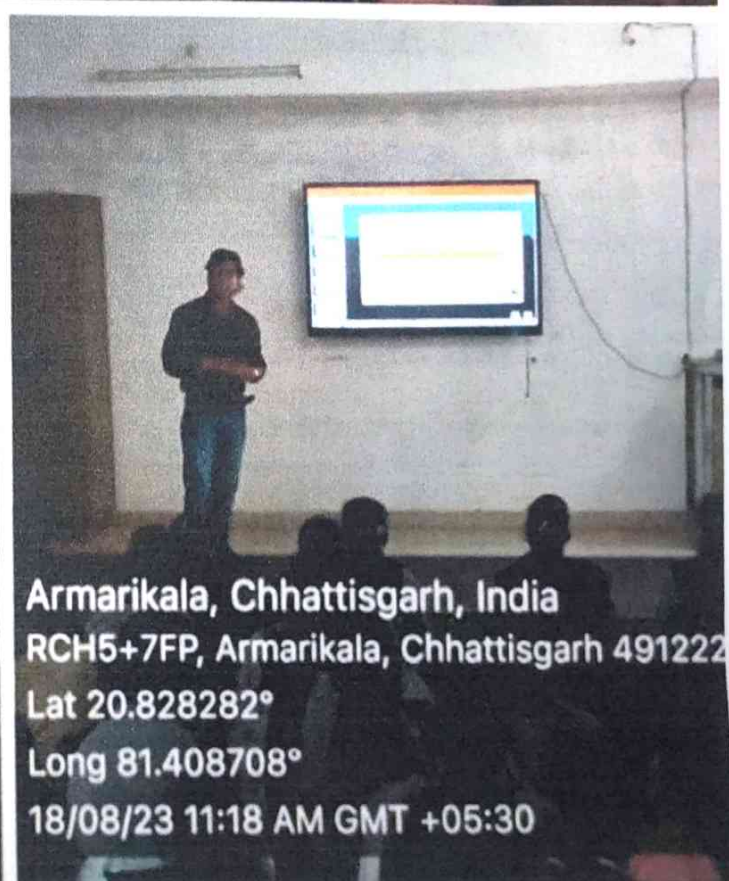 Armarikala, Chhattisgarh, India
RCH5+7FP, Armarikala, Chhattisgarh 491222
Lat 20.828282°
Long 81.408708°
18/08/23 11:18 AM GMT +05:30